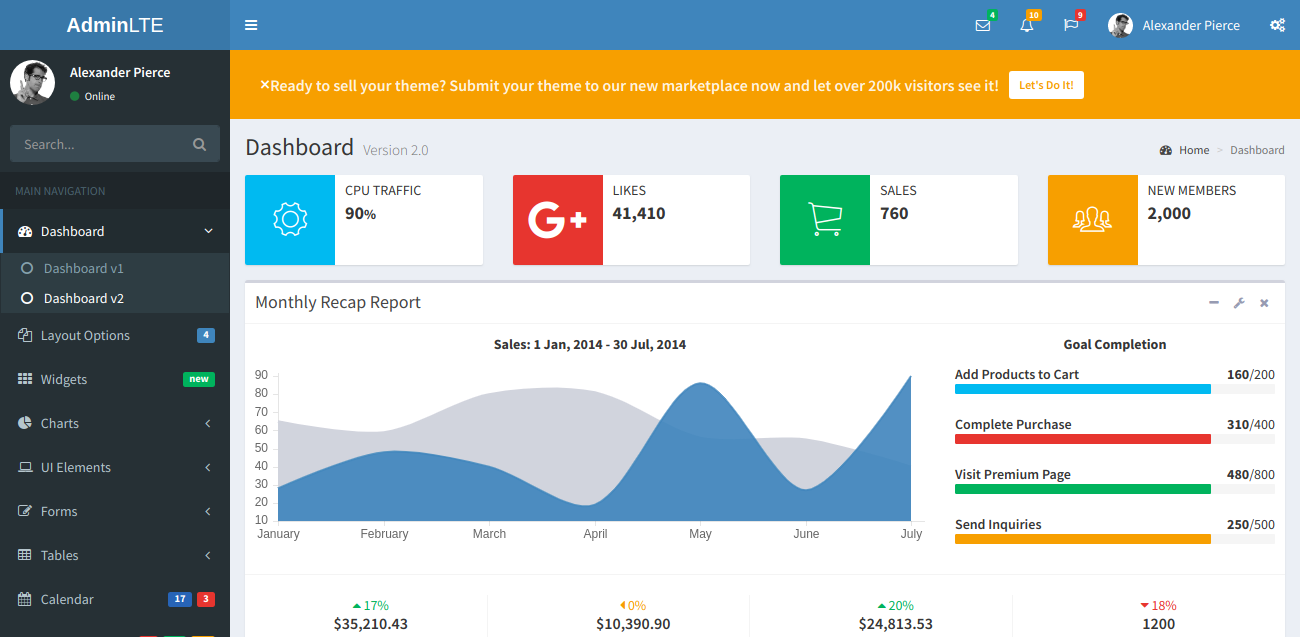 AdminLTE
4
10
9
Alexander Pierce
Alexander Pierce
Online
Search...
MAIN NAVIGATION
Dashboard
Dashboard v1
Dashboard v2
Layout Options 4
Widgets new
Charts
UI Elements
Forms
Tables
Calendar 17 3
×Ready to sell your theme? Submit your theme to our new marketplace now and let over 200k visitors see it! Let's Do It!
Dashboard Version 2.0
Home > Dashboard
CPU TRAFFIC
90%
G+
LIKES
41,410
SALES
760
NEW MEMBERS
2,000
Monthly Recap Report
Sales: 1 Jan, 2014 - 30 Jul, 2014
90
80
70
60
50
40
30
20
10
January February March April May June July
Goal Completion
Add Products to Cart 160/200
Complete Purchase 310/400
Visit Premium Page 480/800
Send Inquiries 250/500
17%
$35,210.43
0%
$10,390.90
20%
$24,813.53
18%
1200